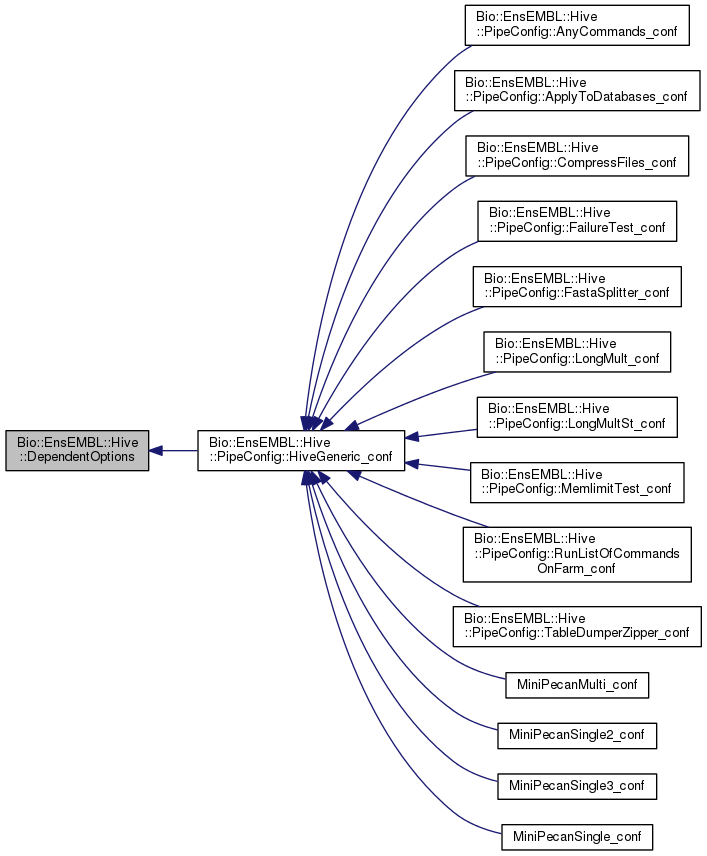 Bio::EnsEMBL::Hive
::PipeConfig::AnyCommands_conf
Bio::EnsEMBL::Hive
::PipeConfig::ApplyToDatabases_conf
Bio::EnsEMBL::Hive
::PipeConfig::CompressFiles_conf
Bio::EnsEMBL::Hive
::PipeConfig::FailureTest_conf
Bio::EnsEMBL::Hive
::PipeConfig::FastaSplitter_conf
Bio::EnsEMBL::Hive
::PipeConfig::LongMult_conf
Bio::EnsEMBL::Hive
::PipeConfig::LongMultSt_conf
Bio::EnsEMBL::Hive
::DependentOptions
Bio::EnsEMBL::Hive
::PipeConfig::HiveGeneric_conf
Bio::EnsEMBL::Hive
::PipeConfig::MemlimitTest_conf
Bio::EnsEMBL::Hive
::PipeConfig::RunListOfCommands
OnFarm_conf
Bio::EnsEMBL::Hive
::PipeConfig::TableDumperZipper_conf
MiniPecanMulti_conf
MiniPecanSingle2_conf
MiniPecanSingle3_conf
MiniPecanSingle_conf